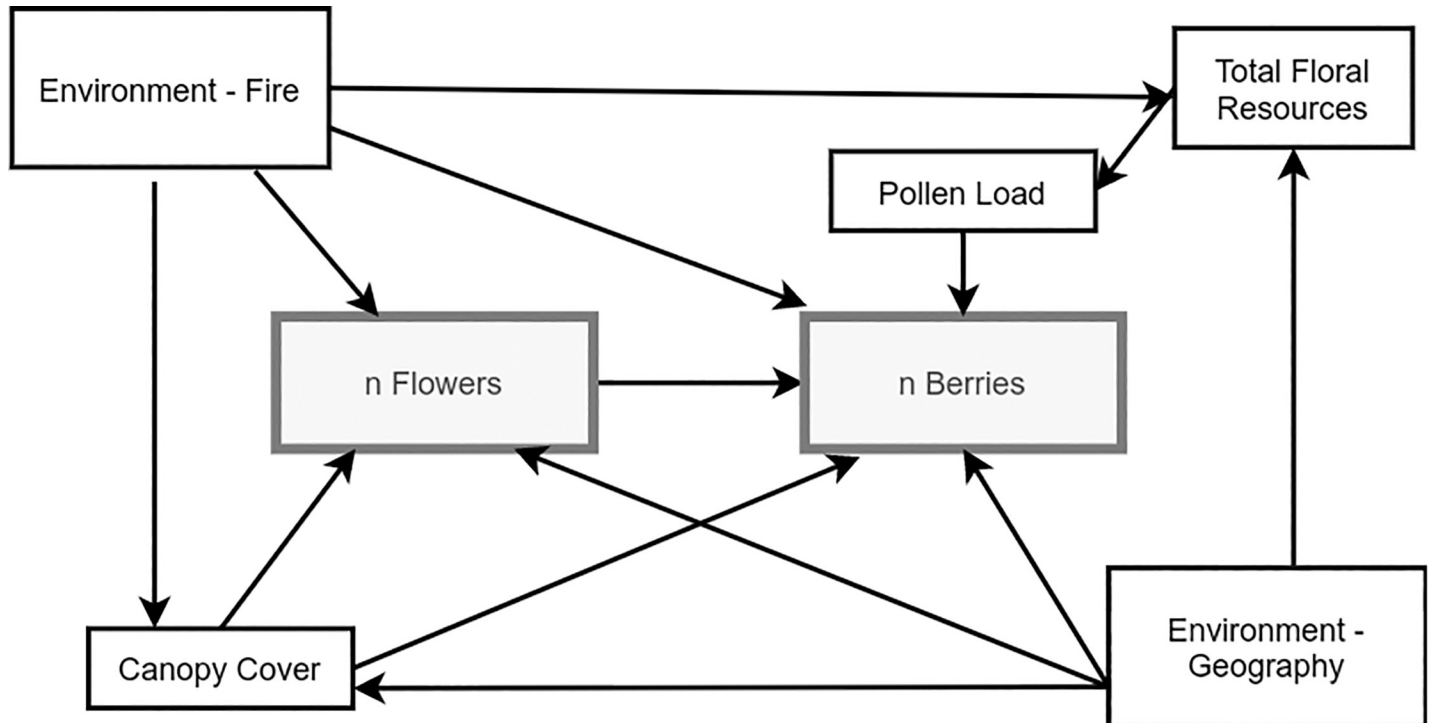 Environment - Fire
Total Floral
Resources
Pollen Load
n Flowers
n Berries
Canopy Cover
Environment -
Geography